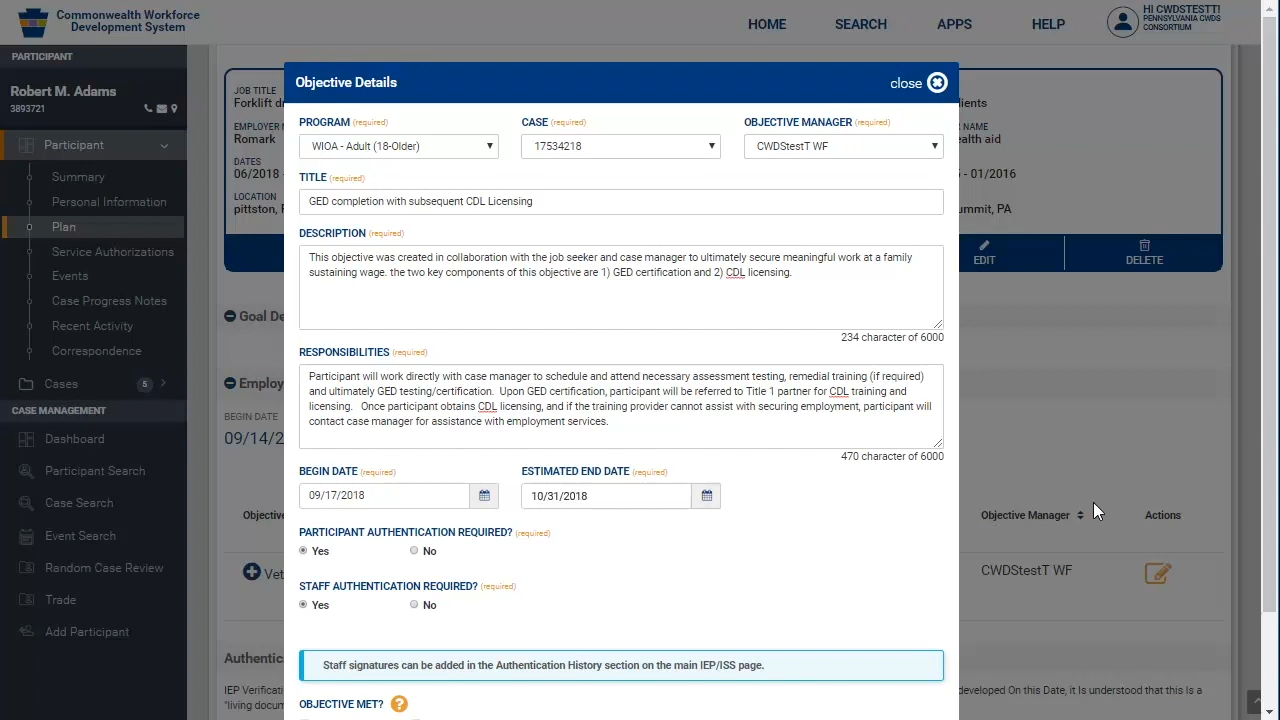 Commonwealth Workforce
Development System
HOME
SEARCH
APPS
HELP
HI CWDSTESTT!
PENNSYLVANIA CWDS
CONSORTIUM
PARTICIPANT
Robert M. Adams
3893721
Participant
Summary
Personal Information
Plan
Service Authorizations
Events
Case Progress Notes
Recent Activity
Correspondence
Cases 5
CASE MANAGEMENT
Dashboard
Participant Search
Case Search
Event Search
Random Case Review
Trade
Add Participant
JOB TITLE
Forklift
EMPLOYER
Romark
DATES
06/2018
LOCATION
pittston,
NAME
ealth aid
01/2016
ummit, PA
EDIT
DELETE
Goal
BEGIN DATE
09/14/2
Objective Manager
Actions
CWDStestT WF
IEP
developed On this Date, it Is understood that this Is a
"living
Objective Details
close
PROGRAM (required)
CASE (required)
OBJECTIVE MANAGER (required)
WIOA - Adult (18-Older)
17534218
CWDStestT WF
TITLE (required)
GED completion with subsequent CDL Licensing
DESCRIPTION (required)
This objective was created in collaboration with the job seeker and case manager to ultimately secure meaningful work at a family
sustaining wage. the two key components of this objective are 1) GED certification and 2) CDL licensing.
234 character of 6000
RESPONSIBILITIES (required)
Participant will work directly with case manager to schedule and attend necessary assessment testing, remedial training (if required)
and ultimately GED testing/certification. Upon GED certification, participant will be referred to Title 1 partner for CDL training and
licensing. Once participant obtains CDL licensing, and if the training provider cannot assist with securing employment, participant will
contact case manager for assistance with employment services.
470 character of 6000
BEGIN DATE (required)
ESTIMATED END DATE (required)
09/17/2018
10/31/2018
PARTICIPANT AUTHENTICATION REQUIRED? (required)
Yes
No
STAFF AUTHENTICATION REQUIRED? (required)
Yes
No
Staff signatures can be added in the Authentication History section on the main IEP/ISS page.
OBJECTIVE MET? ?